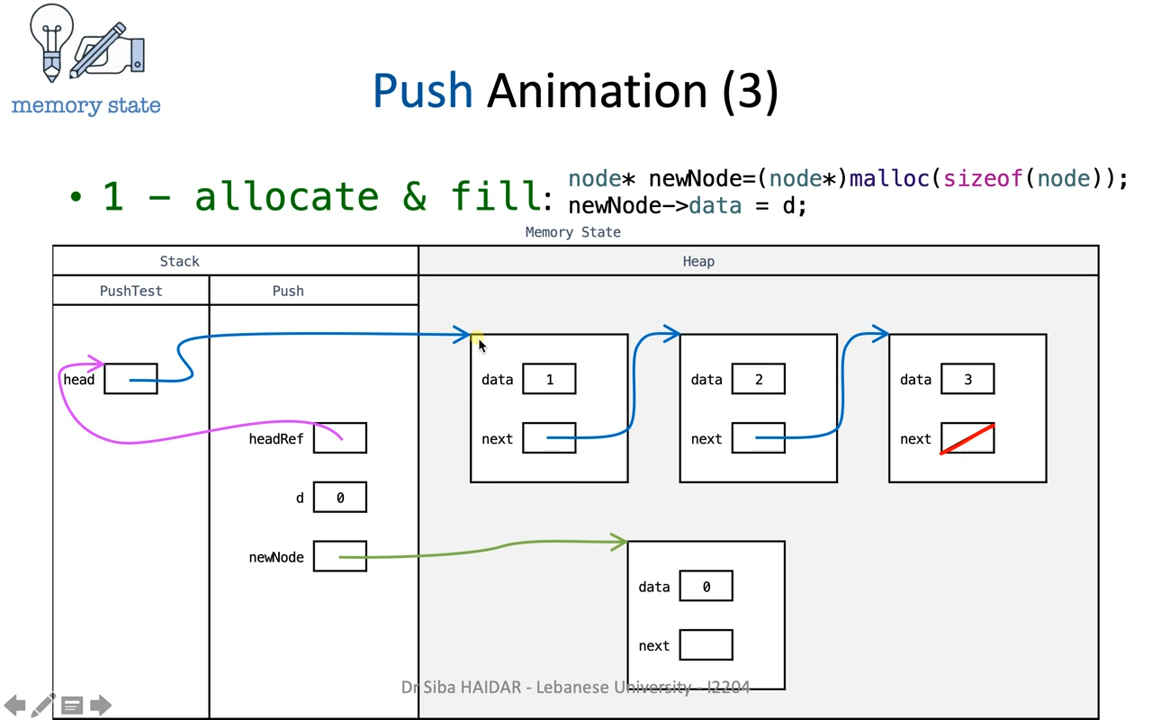 memory state
Push Animation (3)
• 1 – allocate & fill:
node* newNode=(node*)malloc(sizeof(node));
newNode->data = d;
Memory State
Stack
Heap
PushTest
Push
head
headRef
d 0
newNode
data 1
next
data 2
next
data 3
next
data 0
next
Dr Siba HAIDAR - Lebanese University - I2204